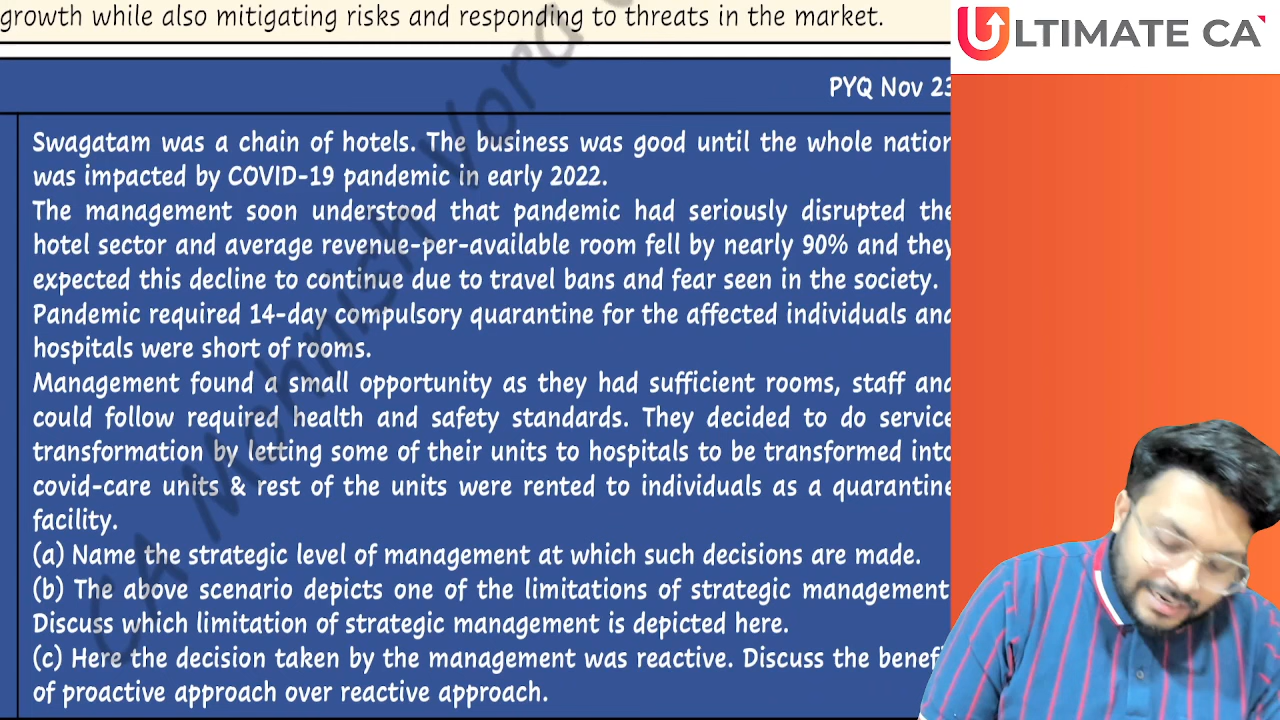 growth while also mitigating risks and responding to threats in the market.
ULTIMATE CA
PYQ Nov 23
Swagatam was a chain of hotels. The business was good until the whole nation
was impacted by COVID-19 pandemic in early 2022.
The management soon understood that pandemic had seriously disrupted the
hotel sector and average revenue-per-available room fell by nearly 90% and they
expected this decline to continue due to travel bans and fear seen in the society.
Pandemic required 14-day compulsory quarantine for the affected individuals and
hospitals were short of rooms.
Management found a small opportunity as they had sufficient rooms, staff and
could follow required health and safety standards. They decided to do service
transformation by letting some of their units to hospitals to be transformed into
covid-care units & rest of the units were rented to individuals as a quarantine
facility.
(a) Name the strategic level of management at which such decisions are made.
(b) The above scenario depicts one of the limitations of strategic management
Discuss which limitation of strategic management is depicted here.
(c) Here the decision taken by the management was reactive. Discuss the benef
of proactive approach over reactive approach.
CA Mohnish Vora